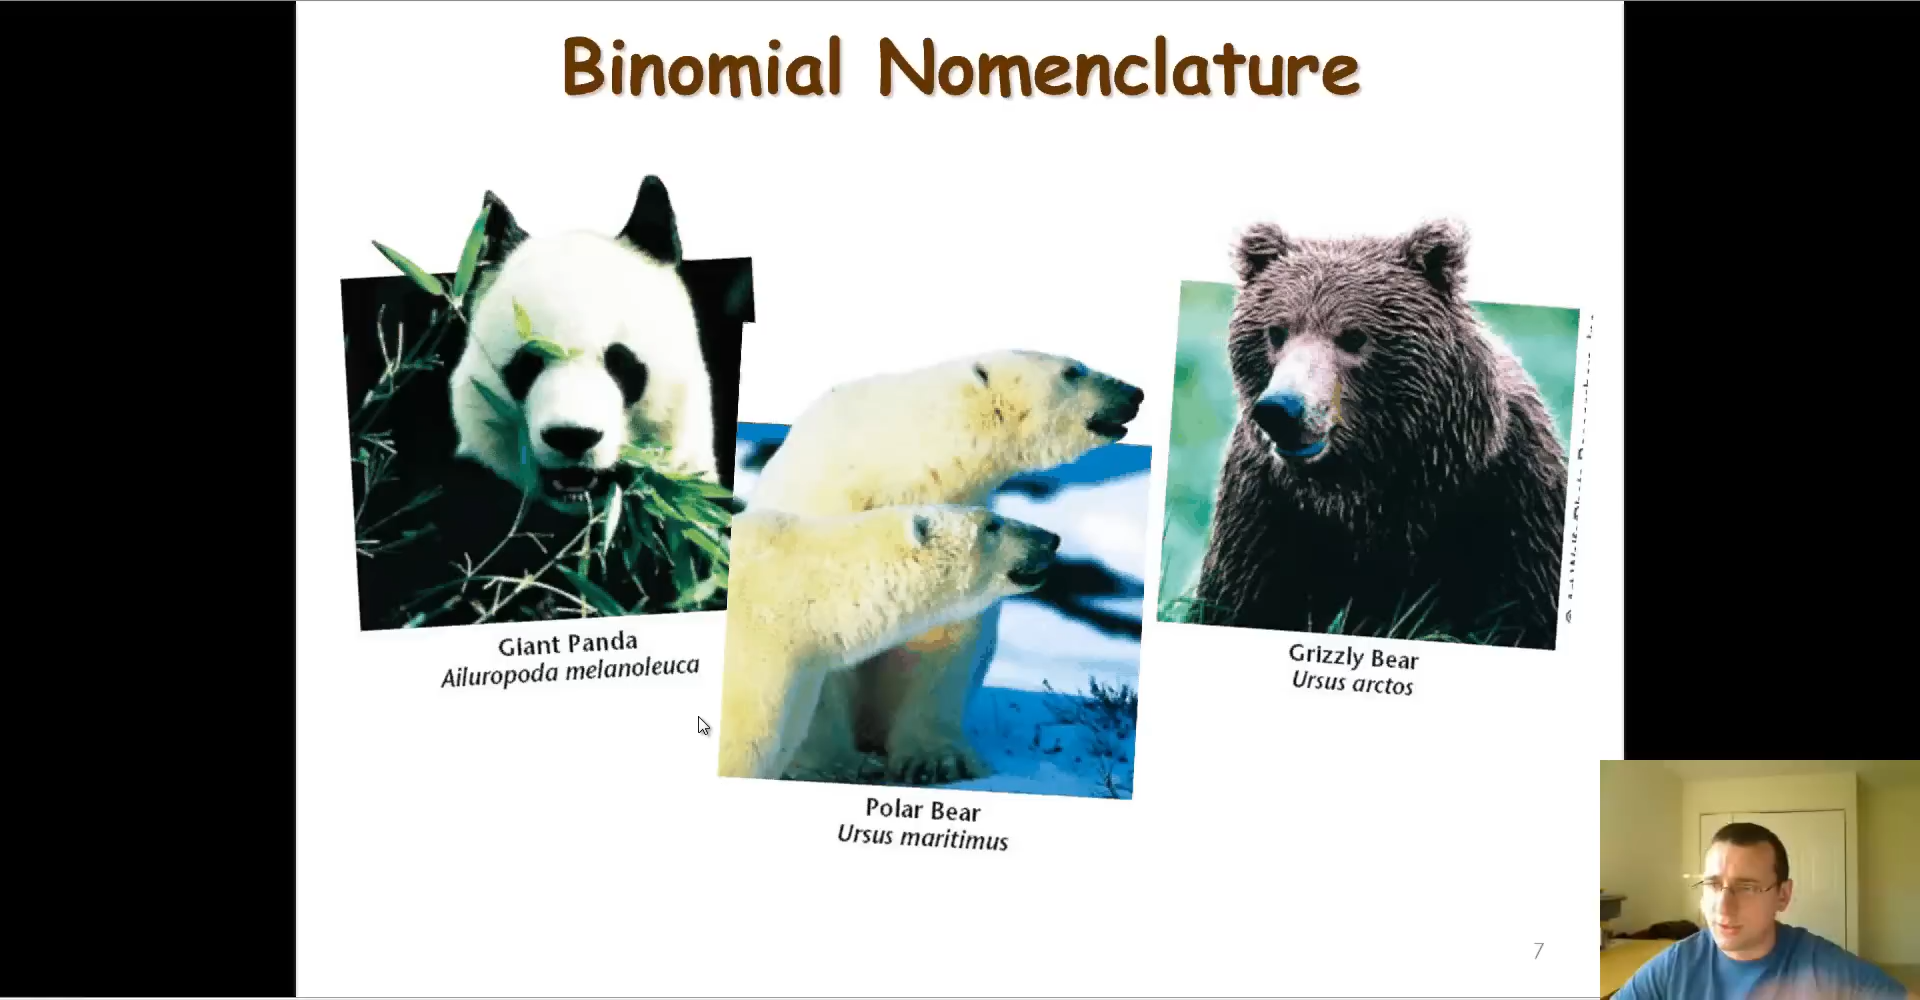 Binomial Nomenclature
Giant Panda
Ailuropoda melanoleuca
Polar Bear
Ursus maritimus
Grizzly Bear
Ursus arctos
7